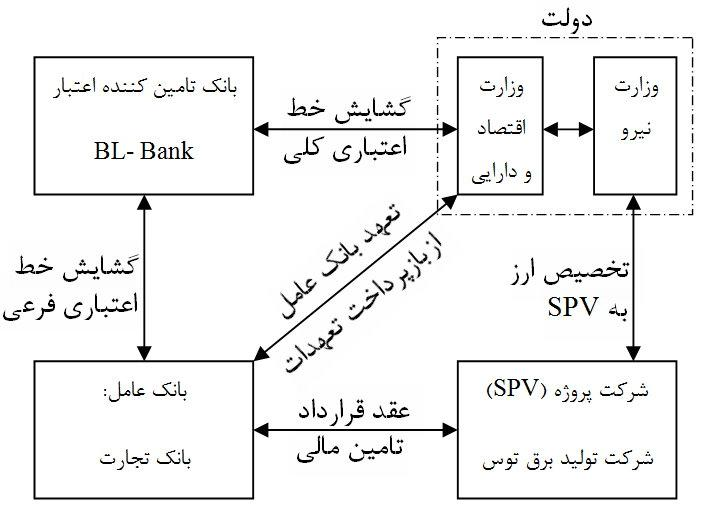 دولت
وزارت
نیرو
وزارت
اقتصاد
و دارایی
گشایش خط
اعتباری کلی
بانک تامین کننده اعتبار
BL- Bank
تخصیص ارز
به SPV
تعهد بانک عامل
از بازپرداخت تعهدات
گشایش خط
اعتباری فرعی
شرکت پروژه (SPV)
شرکت تولید برق توس
عقد قرارداد
تامین مالی
بانک عامل:
بانک تجارت